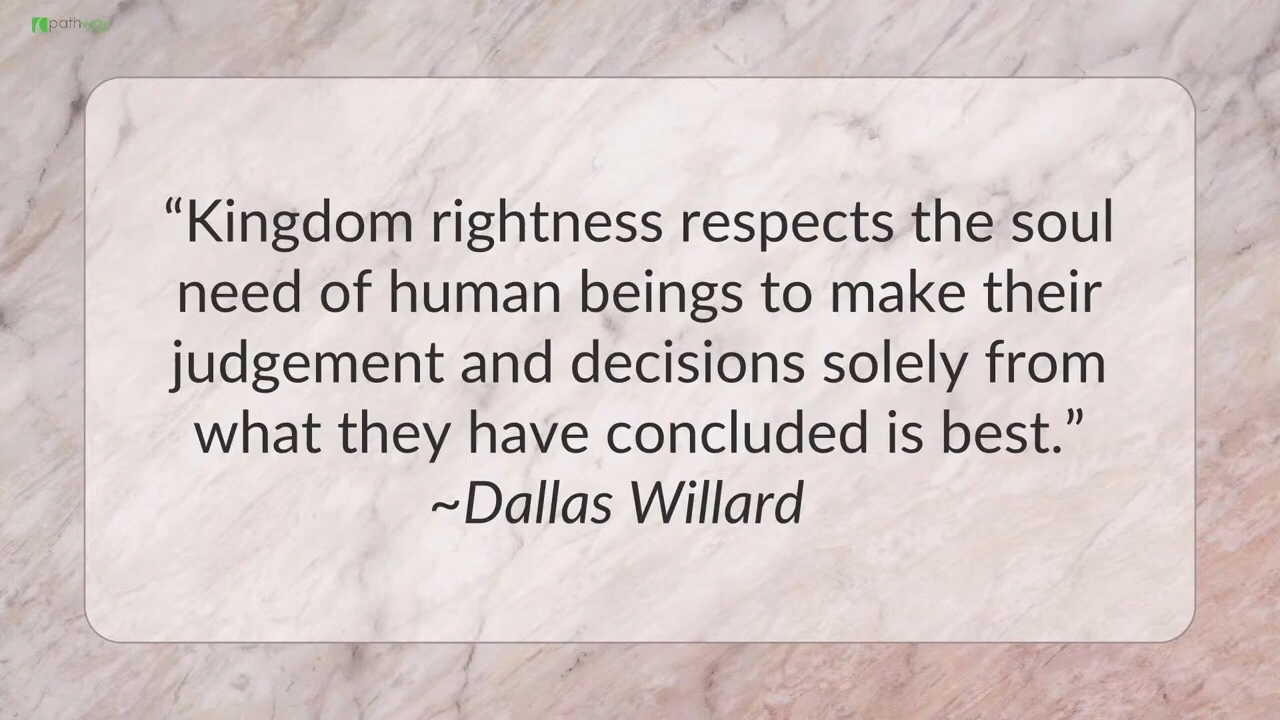 pathway
“Kingdom rightness respects the soul
need of human beings to make their
judgement and decisions solely from
what they have concluded is best.”
~Dallas Willard